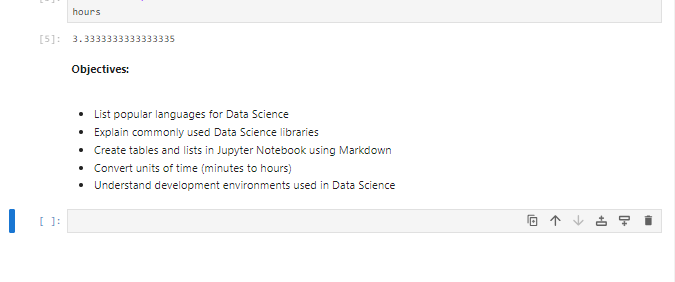 hours
[5]: 3.3333333333333335
Objectives:
• List popular languages for Data Science
• Explain commonly used Data Science libraries
• Create tables and lists in Jupyter Notebook using Markdown
• Convert units of time (minutes to hours)
• Understand development environments used in Data Science
[ ]: